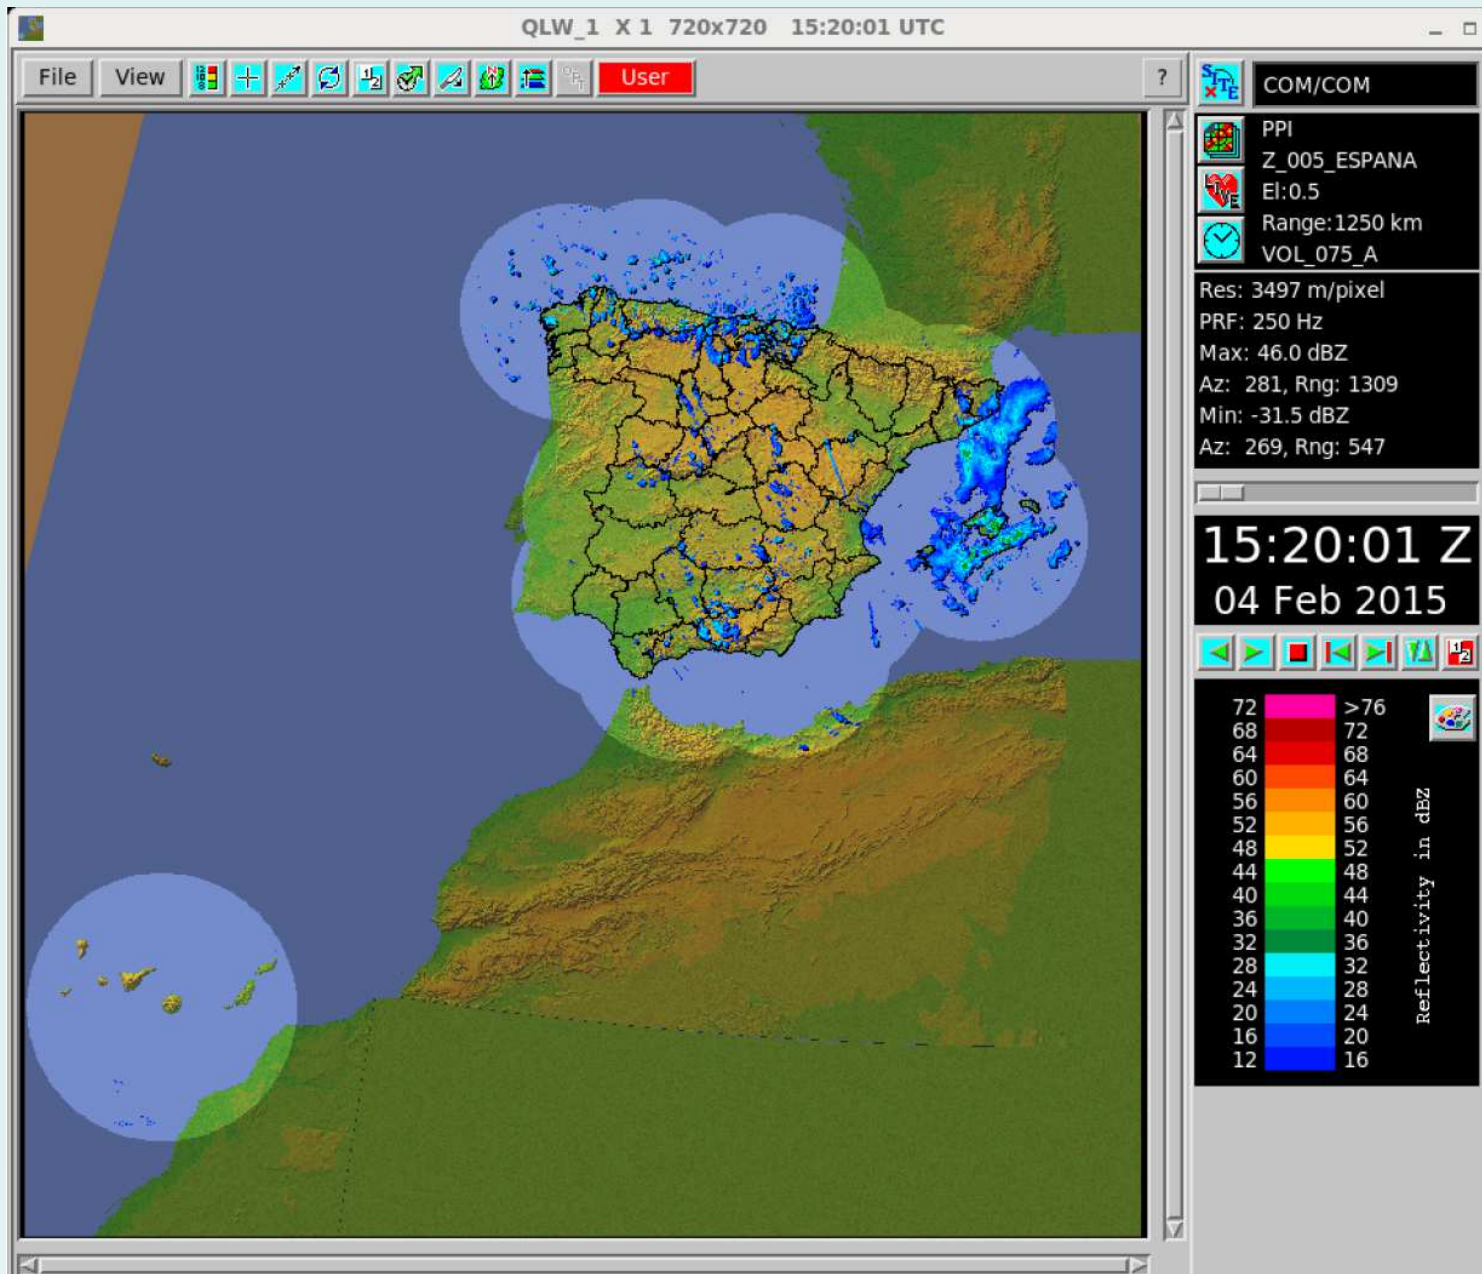 QLW_1 X 1 720x720 15:20:01 UTC
File View User ?
SITE
COM/COM
PPI
Z_005_ESPANA
LIVE
El:0.5
Range:1250 km
VOL_075_A
Res: 3497 m/pixel
PRF: 250 Hz
Max: 46.0 dBZ
Az: 281, Rng: 1309
Min: -31.5 dBZ
Az: 269, Rng: 547
15:20:01 Z
04 Feb 2015
72 >76
68 72
64 68
60 64
56 60
52 56
48 52
44 48
40 44
36 40
32 36
28 32
24 28
20 24
16 20
12 16
Reflectivity in dBZ